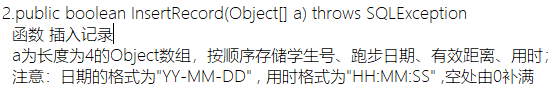 2.public boolean InsertRecord(Object[] a) throws SQLException
函数 插入记录
a为长度为4的Object数组，按顺序存储学生号、跑步日期、有效距离、用时；
注意：日期的格式为"YY-MM-DD" , 用时格式为"HH:MM:SS" ,空处由0补满